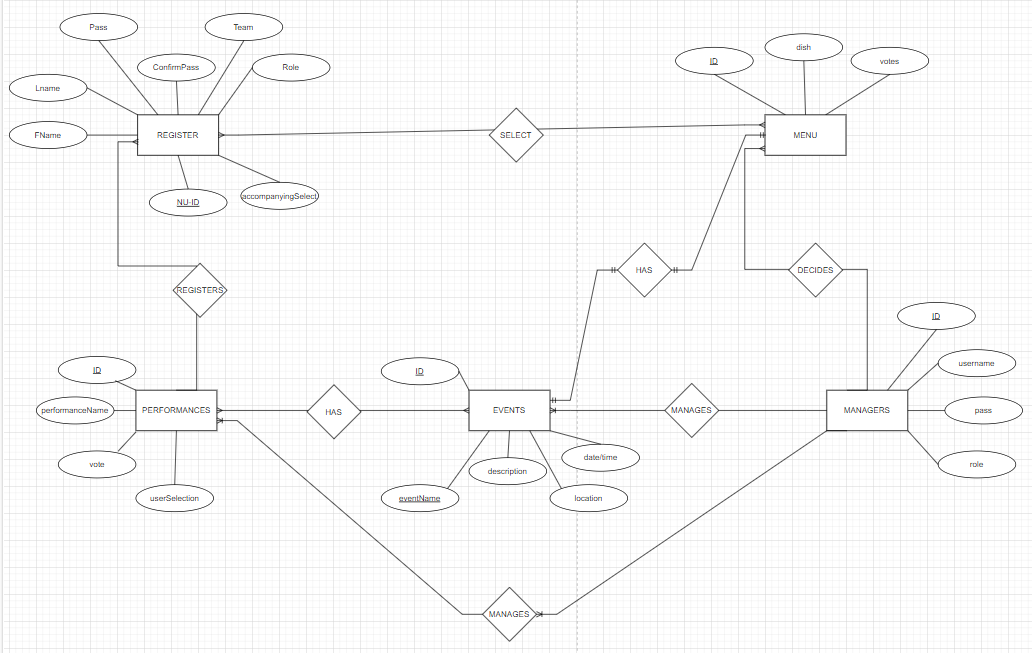 Pass
Team
ConfirmPass
Role
Lname
FName
REGISTER
NU-ID
accompanyingSelect
SELECT
ID
dish
votes
MENU
HAS
DECIDES
REGISTERS
ID
performanceName
PERFORMANCES
vote
userSelection
HAS
ID
EVENTS
eventName
description
date/time
location
MANAGES
ID
username
MANAGERS
pass
role
MANAGES